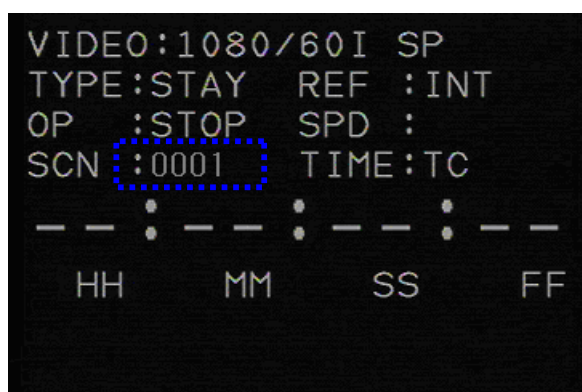 VIDEO:1080/60I SP
TYPE:STAY REF :INT
OP :STOP SPD :
SCN :0001 TIME:TC
--:--:--:--
HH MM SS FF